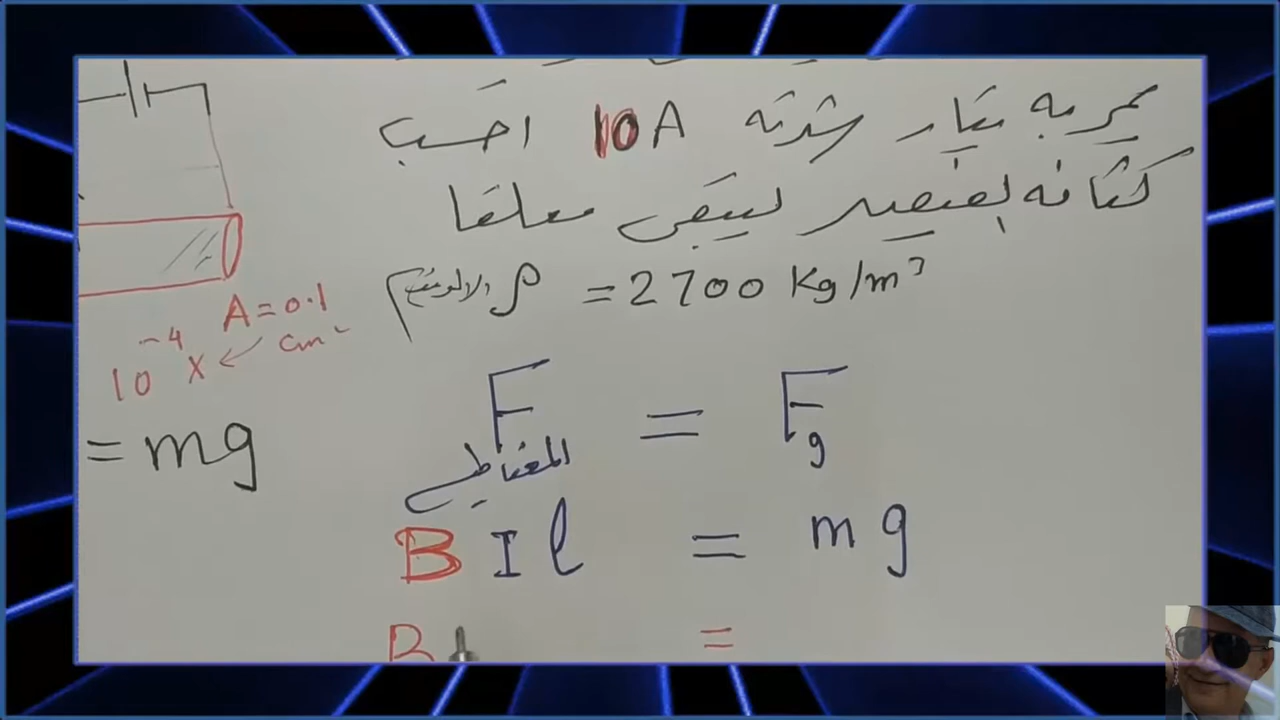 يمر به تيار شدته 10A احسب
كثافة الفيض ليبقى معلقا
ρ الالومنيوم = 2700 Kg/m³
A = 0.1
cm²
10⁻⁴ X
= mg
F المغناطيسي = Fg
B I l = m g
B =